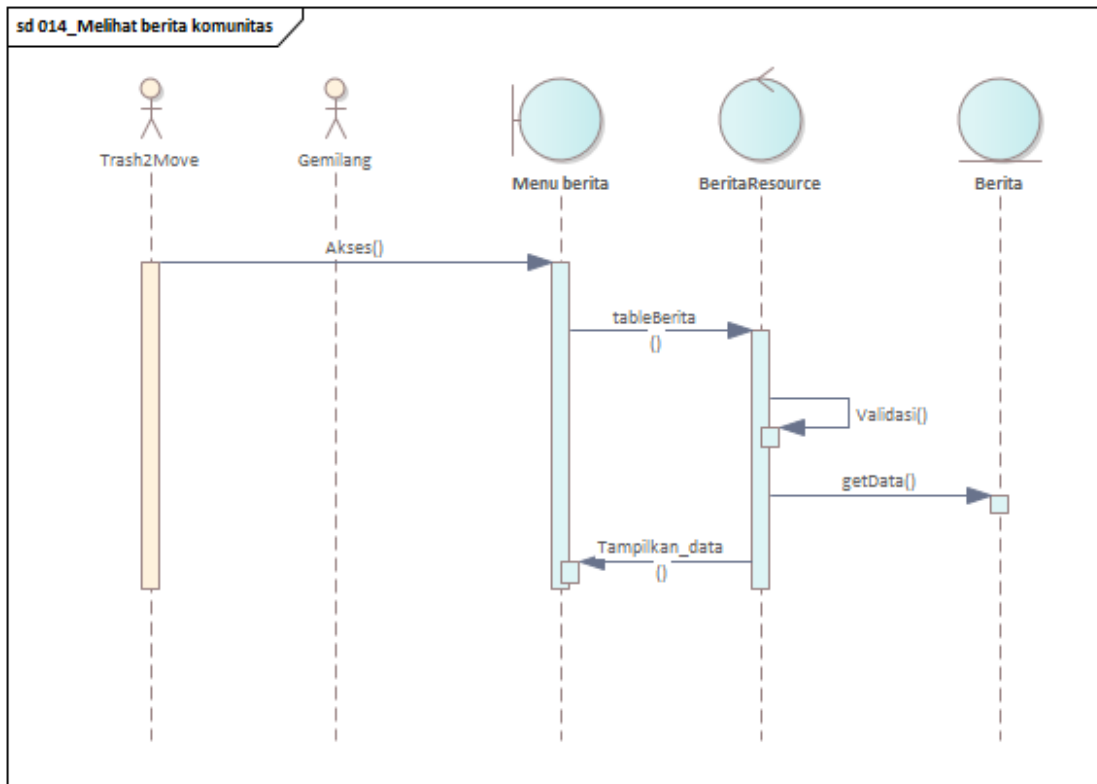 sd 014_Melihat berita komunitas
Trash2Move
Gemilang
Menu berita
BeritaResource
Berita
Akses()
tableBerita
()
Validasi()
getData()
Tampilkan_data
()